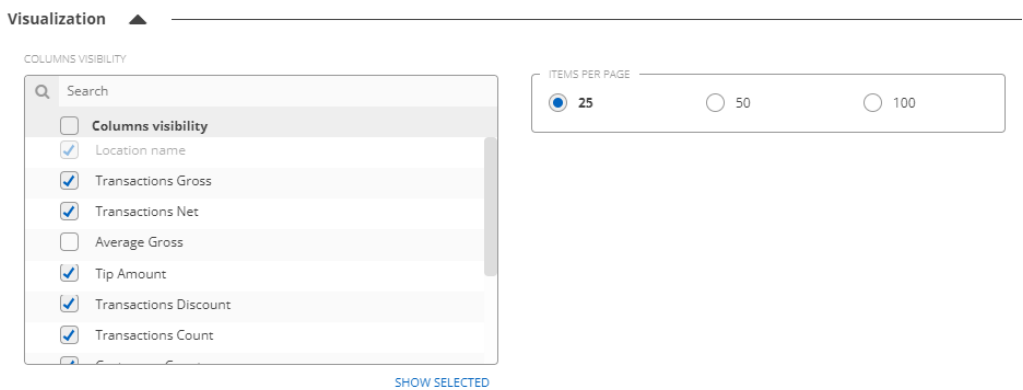 Visualization
COLUMNS VISIBILITY
Search
Columns visibility
Location name
Transactions Gross
Transactions Net
Average Gross
Tip Amount
Transactions Discount
Transactions Count
SHOW SELECTED
ITEMS PER PAGE
25 50 100